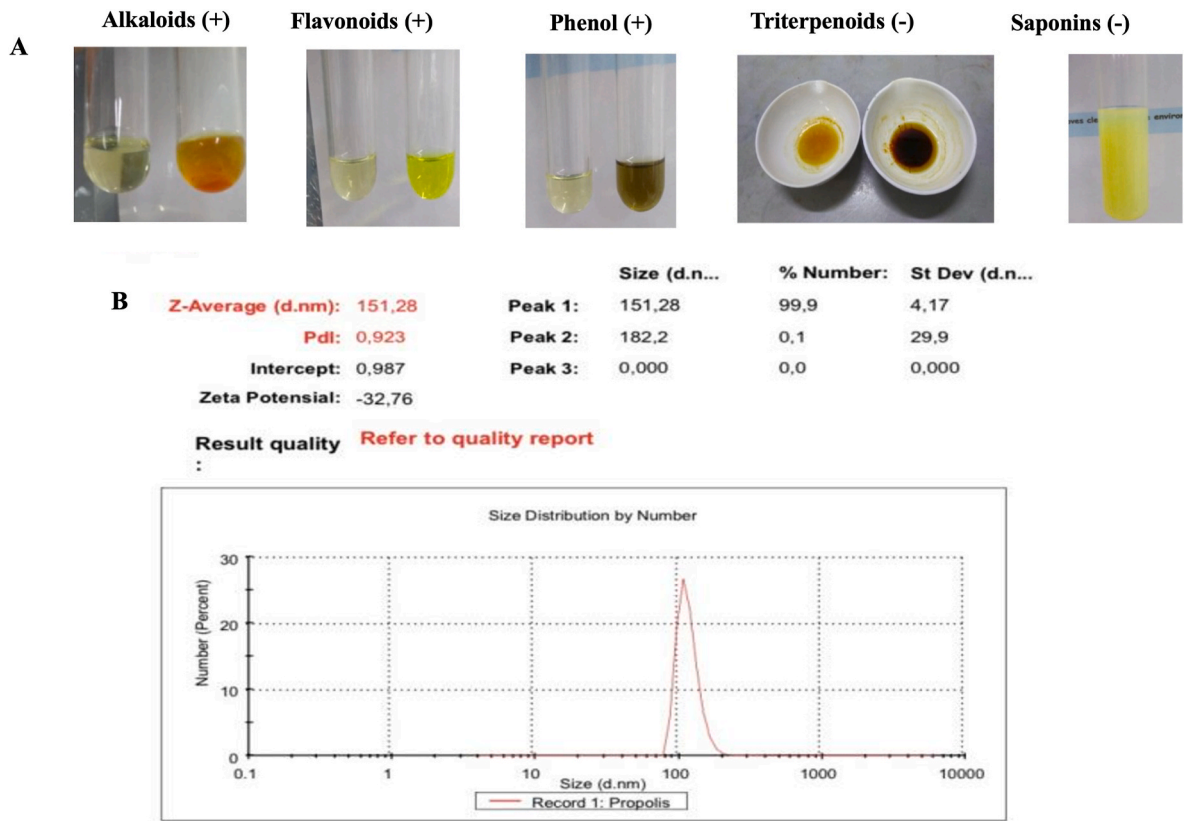 Alkaloids (+) Flavonoids (+) Phenol (+) Triterpenoids (-) Saponins (-)
A
oves cle environ
B
Size (d.n... % Number: St Dev (d.n...
Z-Average (d.nm): 151,28 Peak 1: 151,28 99,9 4,17
PdI: 0,923 Peak 2: 182,2 0,1 29,9
Intercept: 0,987 Peak 3: 0,000 0,0 0,000
Zeta Potensial: -32,76
Result quality Refer to quality report
:
Size Distribution by Number
Number (Percent)
30
20
10
0
0.1 1 10 100 1000 10000
Size (d.nm)
Record 1: Propolis